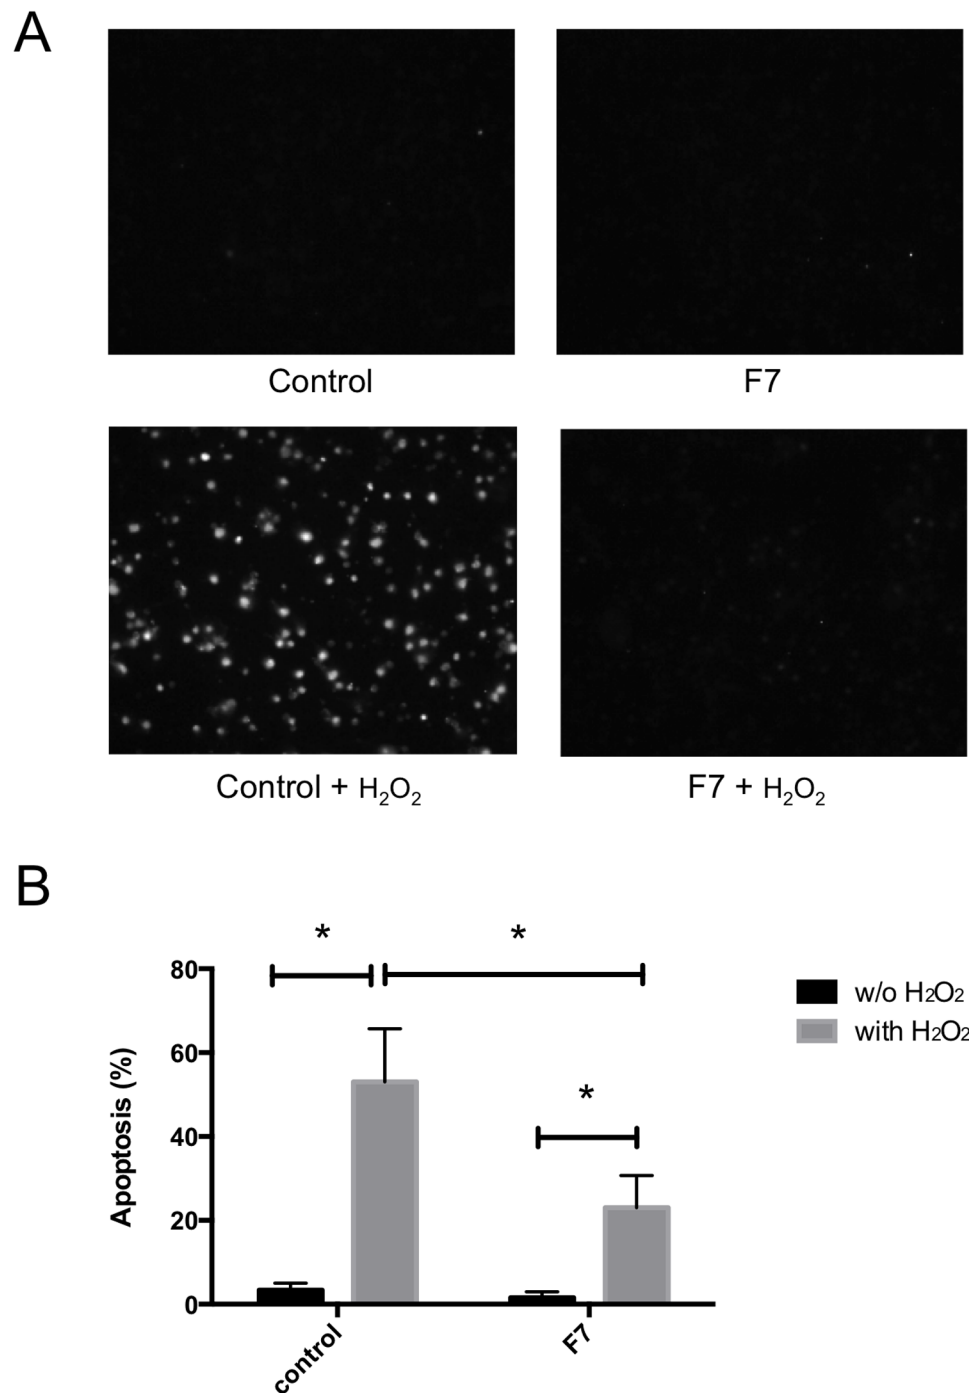 A
Control
F7
Control + H₂O₂
F7 + H₂O₂
B
*
*
80
w/o H2O2
with H2O2
60
*
Apoptosis (%)
40
20
0
control
F7